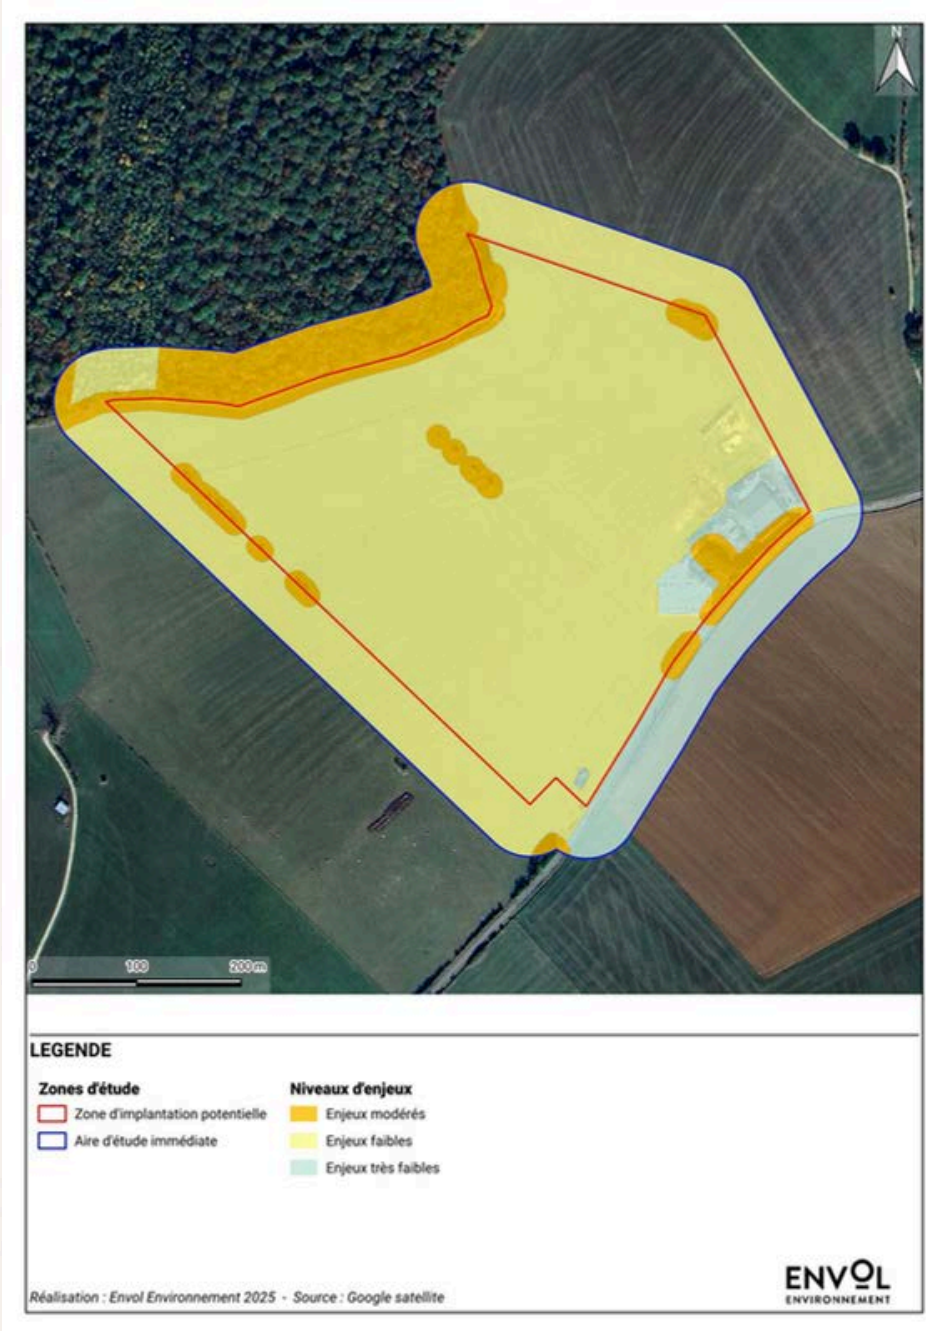 N
0 100 200 m
LEGENDE
Zones d'étude
Zone d'implantation potentielle
Aire d'étude immédiate
Niveaux d'enjeux
Enjeux modérés
Enjeux faibles
Enjeux très faibles
Réalisation : Envol Environnement 2025 - Source : Google satellite
ENVOL
ENVIRONNEMENT